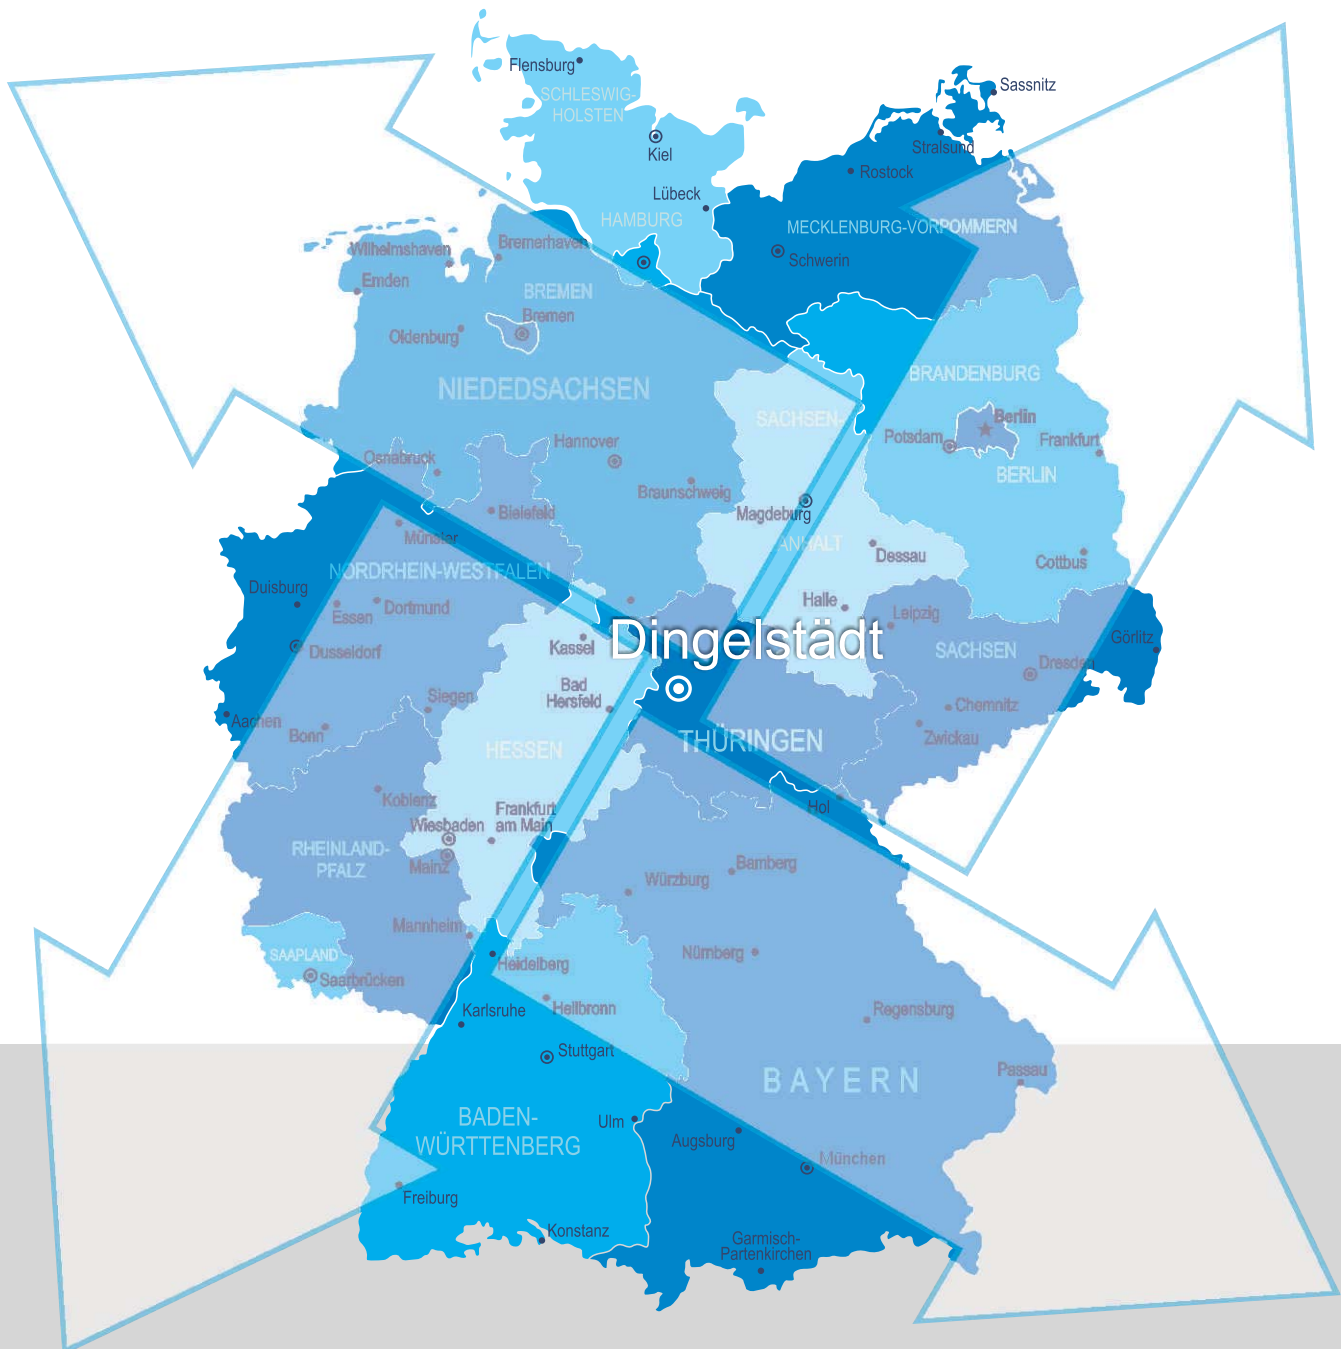 Flensburg
SCHLESWIG-
HOLSTEN
Kiel
Lübeck
HAMBURG
Sassnitz
Stralsund
Rostock
MECKLENBURG-VORPOMMERN
Schwerin
Wilhelmshaven
Bremerhaven
Emden
BREMEN
Bremen
Oldenburg
NIEDEDSACHSEN
Hannover
Osnabruck
Braunschweig
Bielefeld
SACHSEN-
ANHALT
Magdeburg
Dessau
Halle
BRANDENBURG
Berlin
Potsdam
Frankfurt
BERLIN
Cottbus
Münster
NORDRHEIN-WESTFALEN
Duisburg
Essen
Dortmund
Dusseldorf
Siegen
Aachen
Bonn
Kassel
Bad
Hersfeld
HESSEN
Dingelstädt
THÜRINGEN
Leipzig
SACHSEN
Görlitz
Dresden
Chemnitz
Zwickau
Hol
Koblenz
Wiesbaden
Frankfurt
am Main
Mainz
RHEINLAND-
PFALZ
Mannheim
SAAPLAND
Saarbrücken
Heidelberg
Heilbronn
Karlsruhe
Stuttgart
BADEN-
WÜRTTENBERG
Ulm
Freiburg
Konstanz
Würzburg
Bamberg
Nürnberg
Regensburg
BAYERN
Passau
Augsburg
München
Garmisch-
Partenkirchen